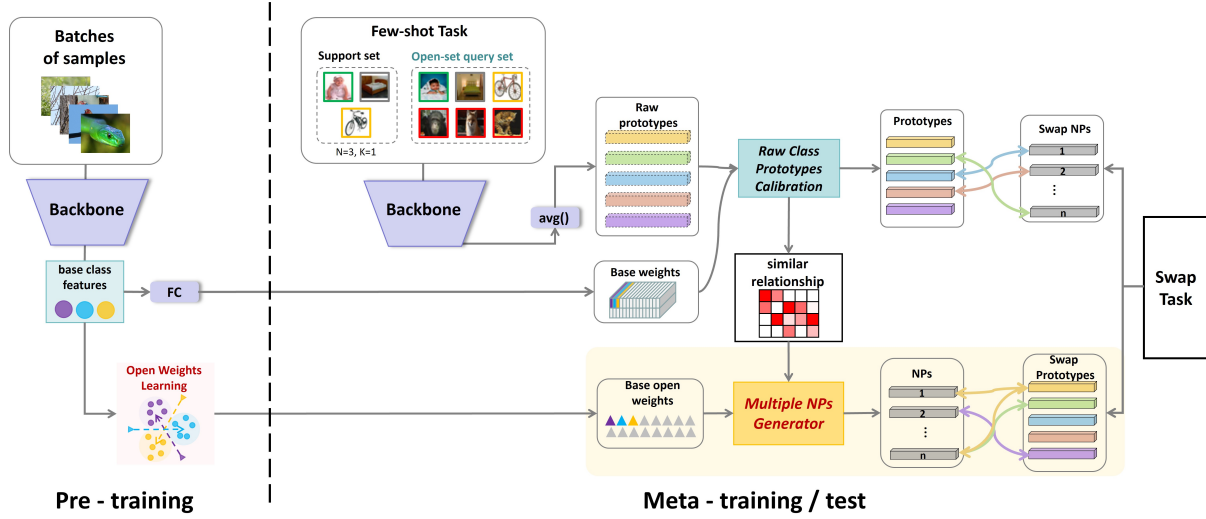 Batches
of samples
Backbone
base class
features
FC
Open Weights
Learning
Pre - training
Few-shot Task
Support set
Open-set query set
N=3, K=1
Backbone
avg()
Raw
prototypes
Base weights
Raw Class
Prototypes
Calibration
similar
relationship
Base open
weights
Multiple NPs
Generator
Prototypes
Swap NPs
1
2
⋮
n
NPs
1
2
⋮
n
Swap
Prototypes
Swap
Task
Meta - training / test